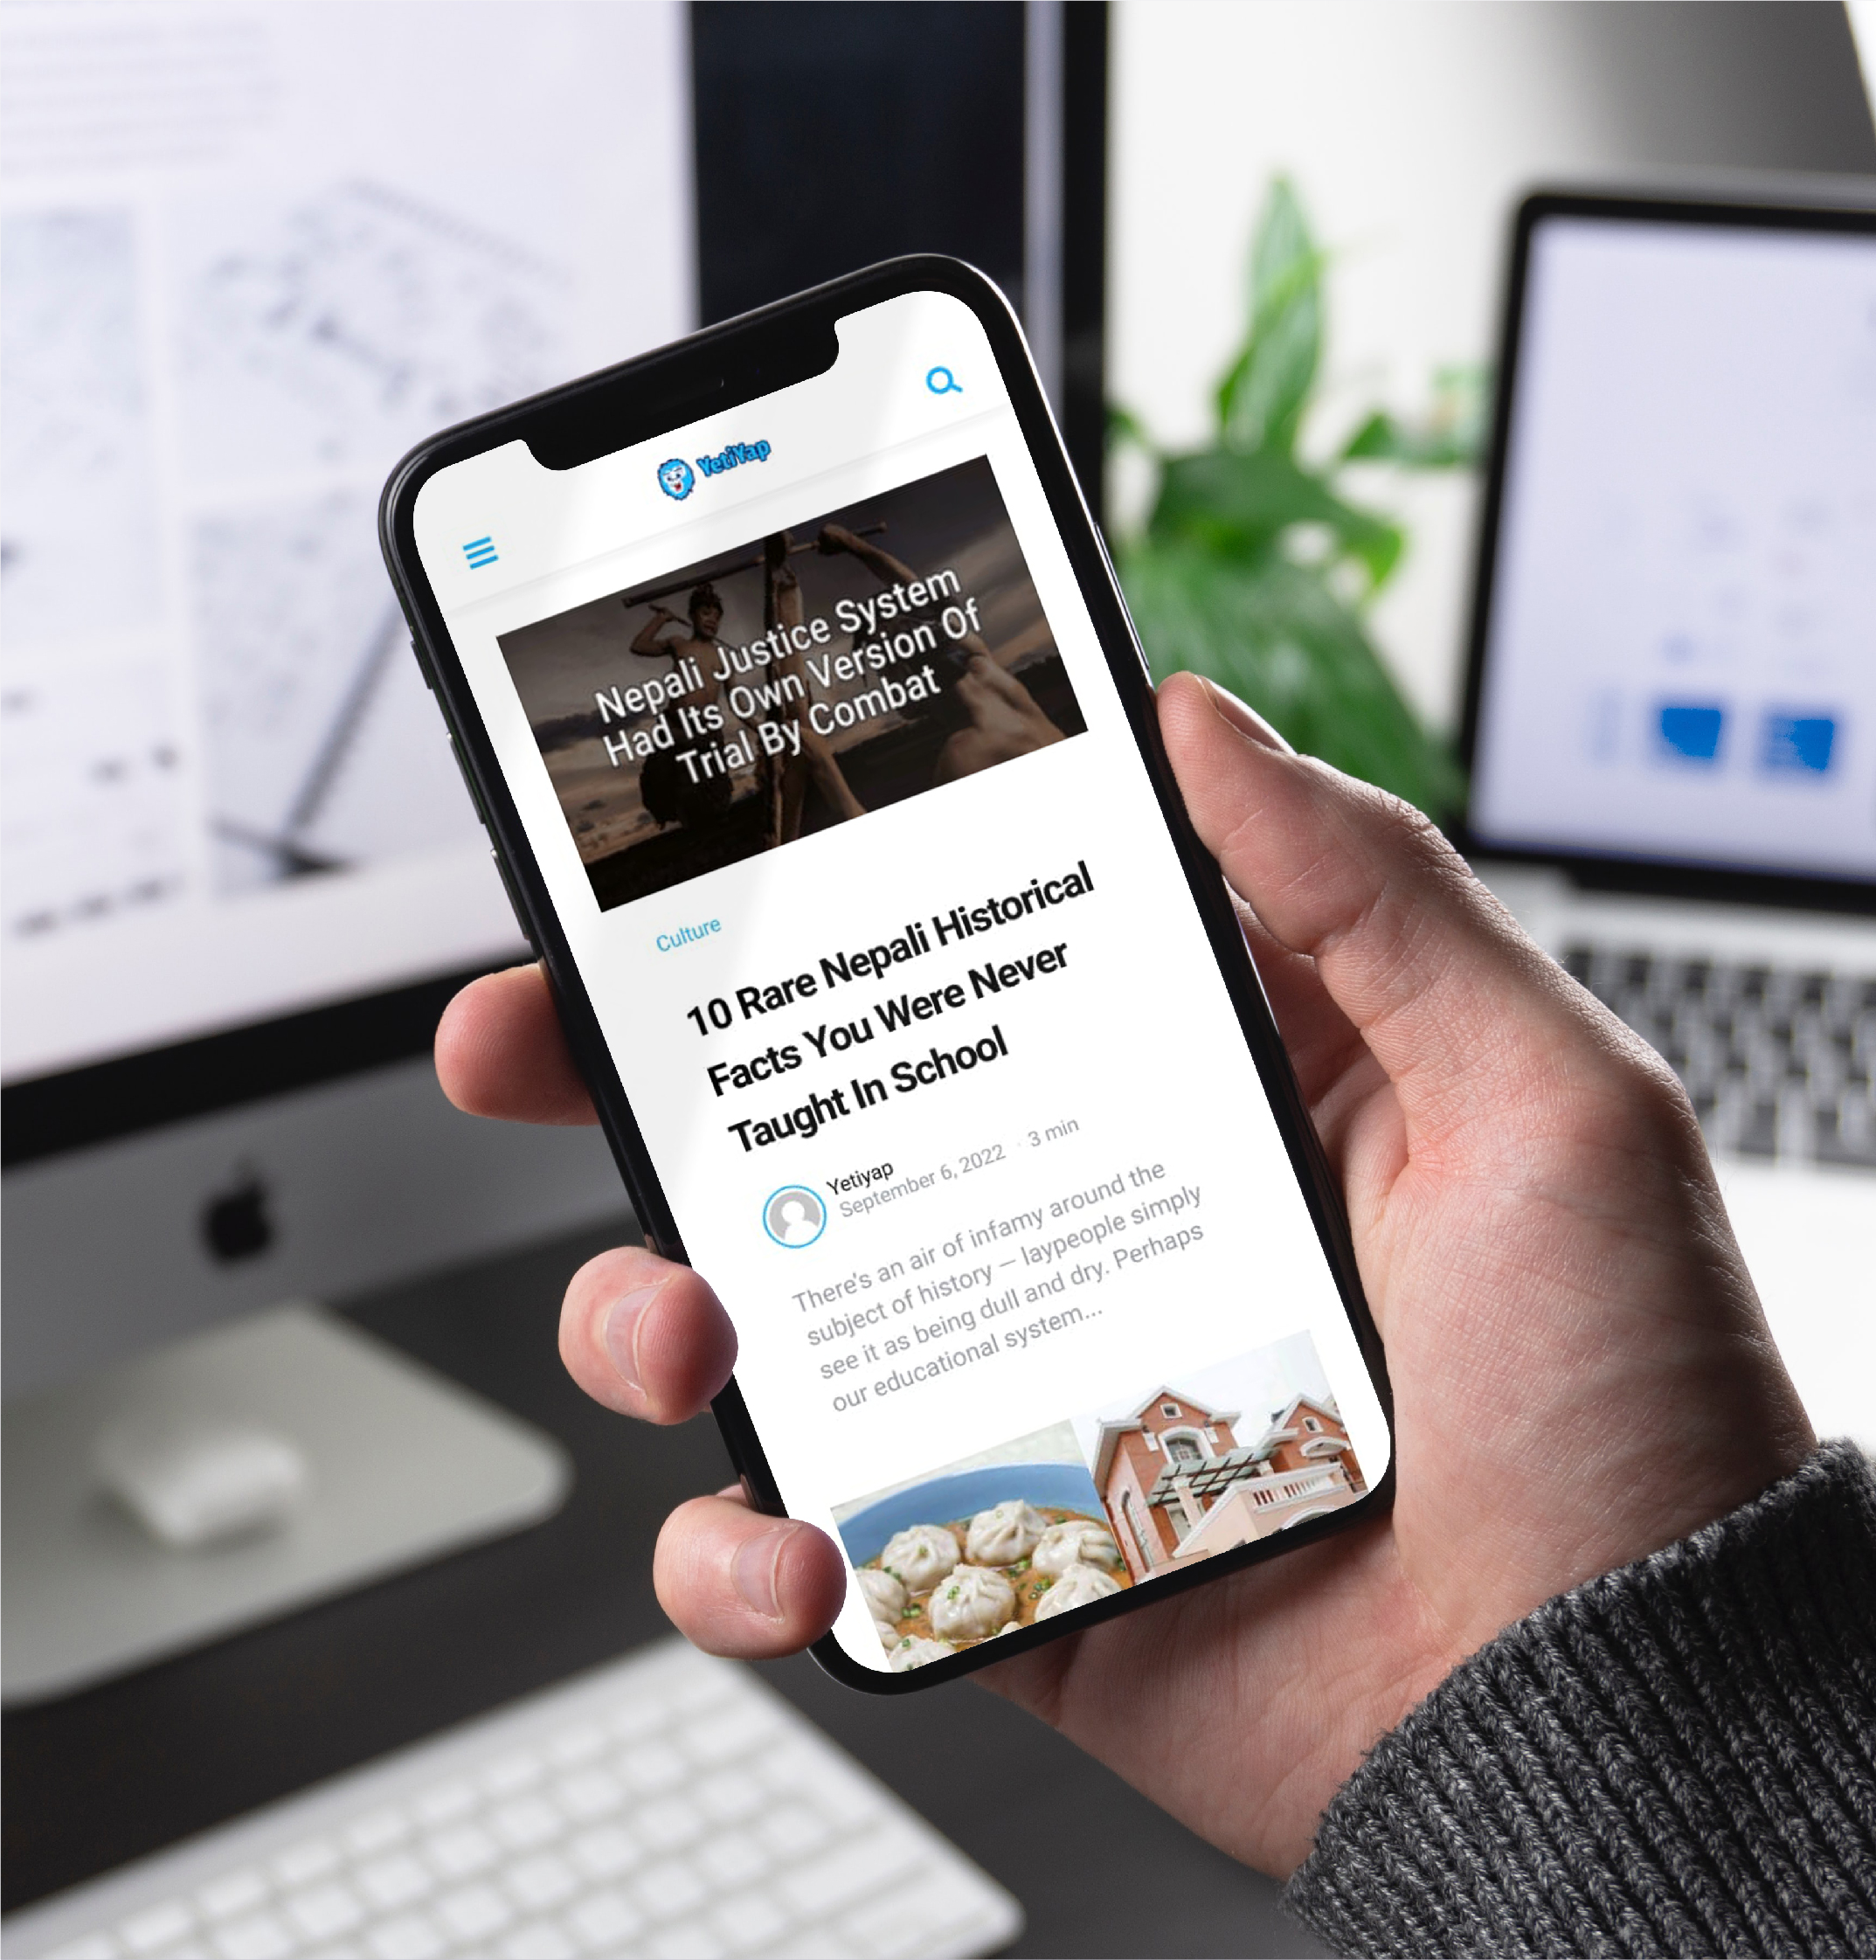 YetiYap
Nepali Justice System
Had Its Own Version Of
Trial By Combat
Culture
10 Rare Nepali Historical
Facts You Were Never
Taught In School
Yetiyap
September 6, 2022 · 3 min
There's an air of infamy around the
subject of history — laypeople simply
see it as being dull and dry. Perhaps
our educational system...